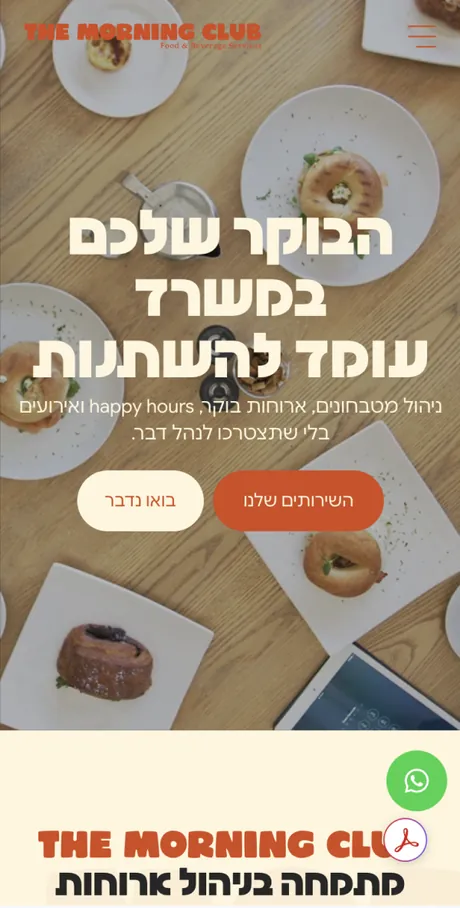 THE MORNING CLUB
Food & Beverage Services
הבוקר שלכם
במשרד
עומד להשתנות
ניהול מטבחונים, ארוחות בוקר, happy hours ואירועים
בלי שתצטרכו לנהל דבר.
השירותים שלנו
בואו נדבר
THE MORNING CLU
מתמחה בניהול ארוחות